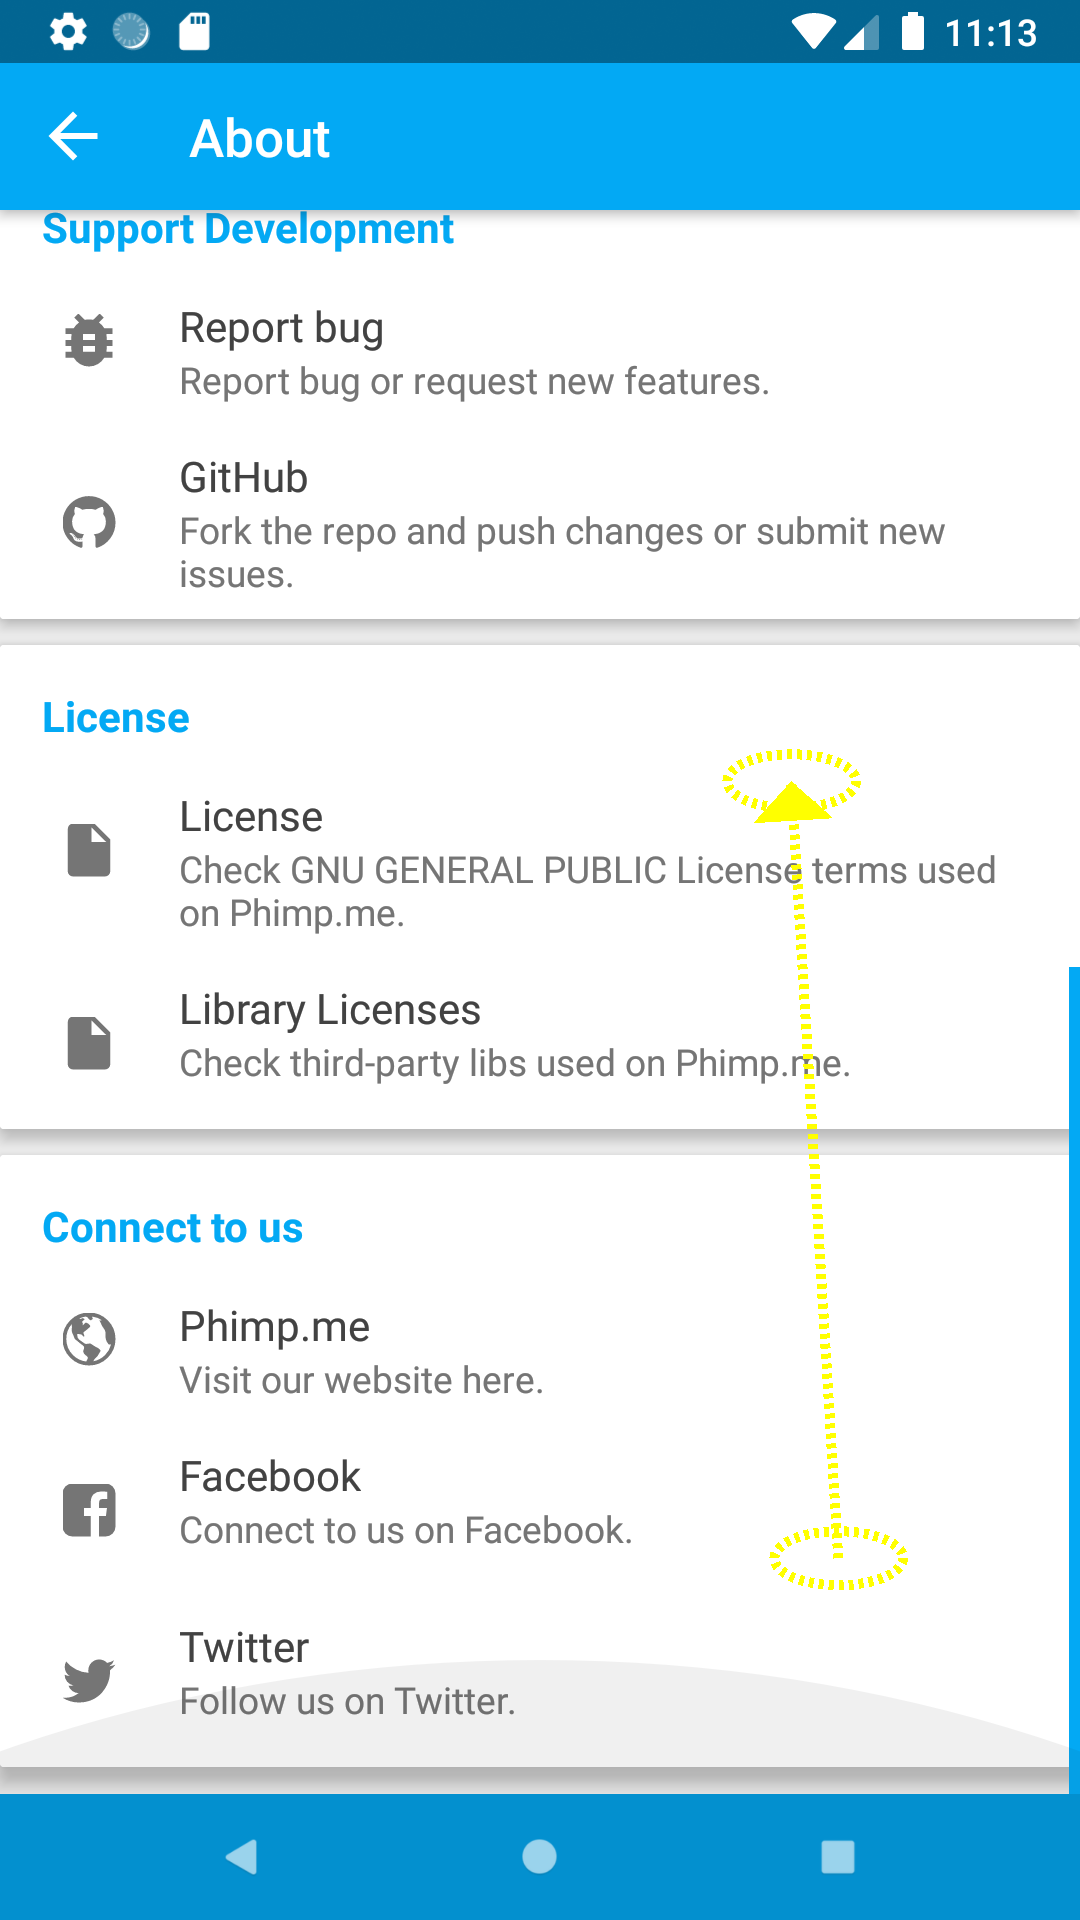 11:13
About
Support Development
Report bug
Report bug or request new features.
GitHub
Fork the repo and push changes or submit new
issues.
License
License
Check GNU GENERAL PUBLIC License terms used
on Phimp.me.
Library Licenses
Check third-party libs used on Phimp.me.
Connect to us
Phimp.me
Visit our website here.
Facebook
Connect to us on Facebook.
Twitter
Follow us on Twitter.